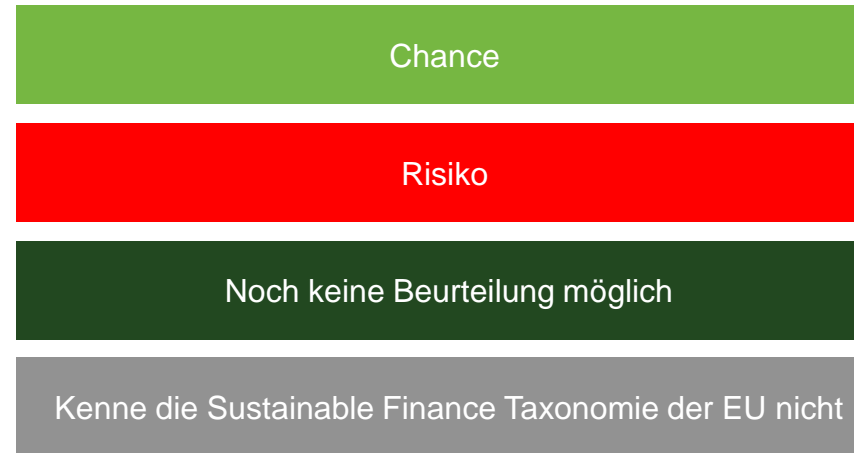 Chance
Risiko
Noch keine Beurteilung möglich
Kenne die Sustainable Finance Taxonomie der EU nicht